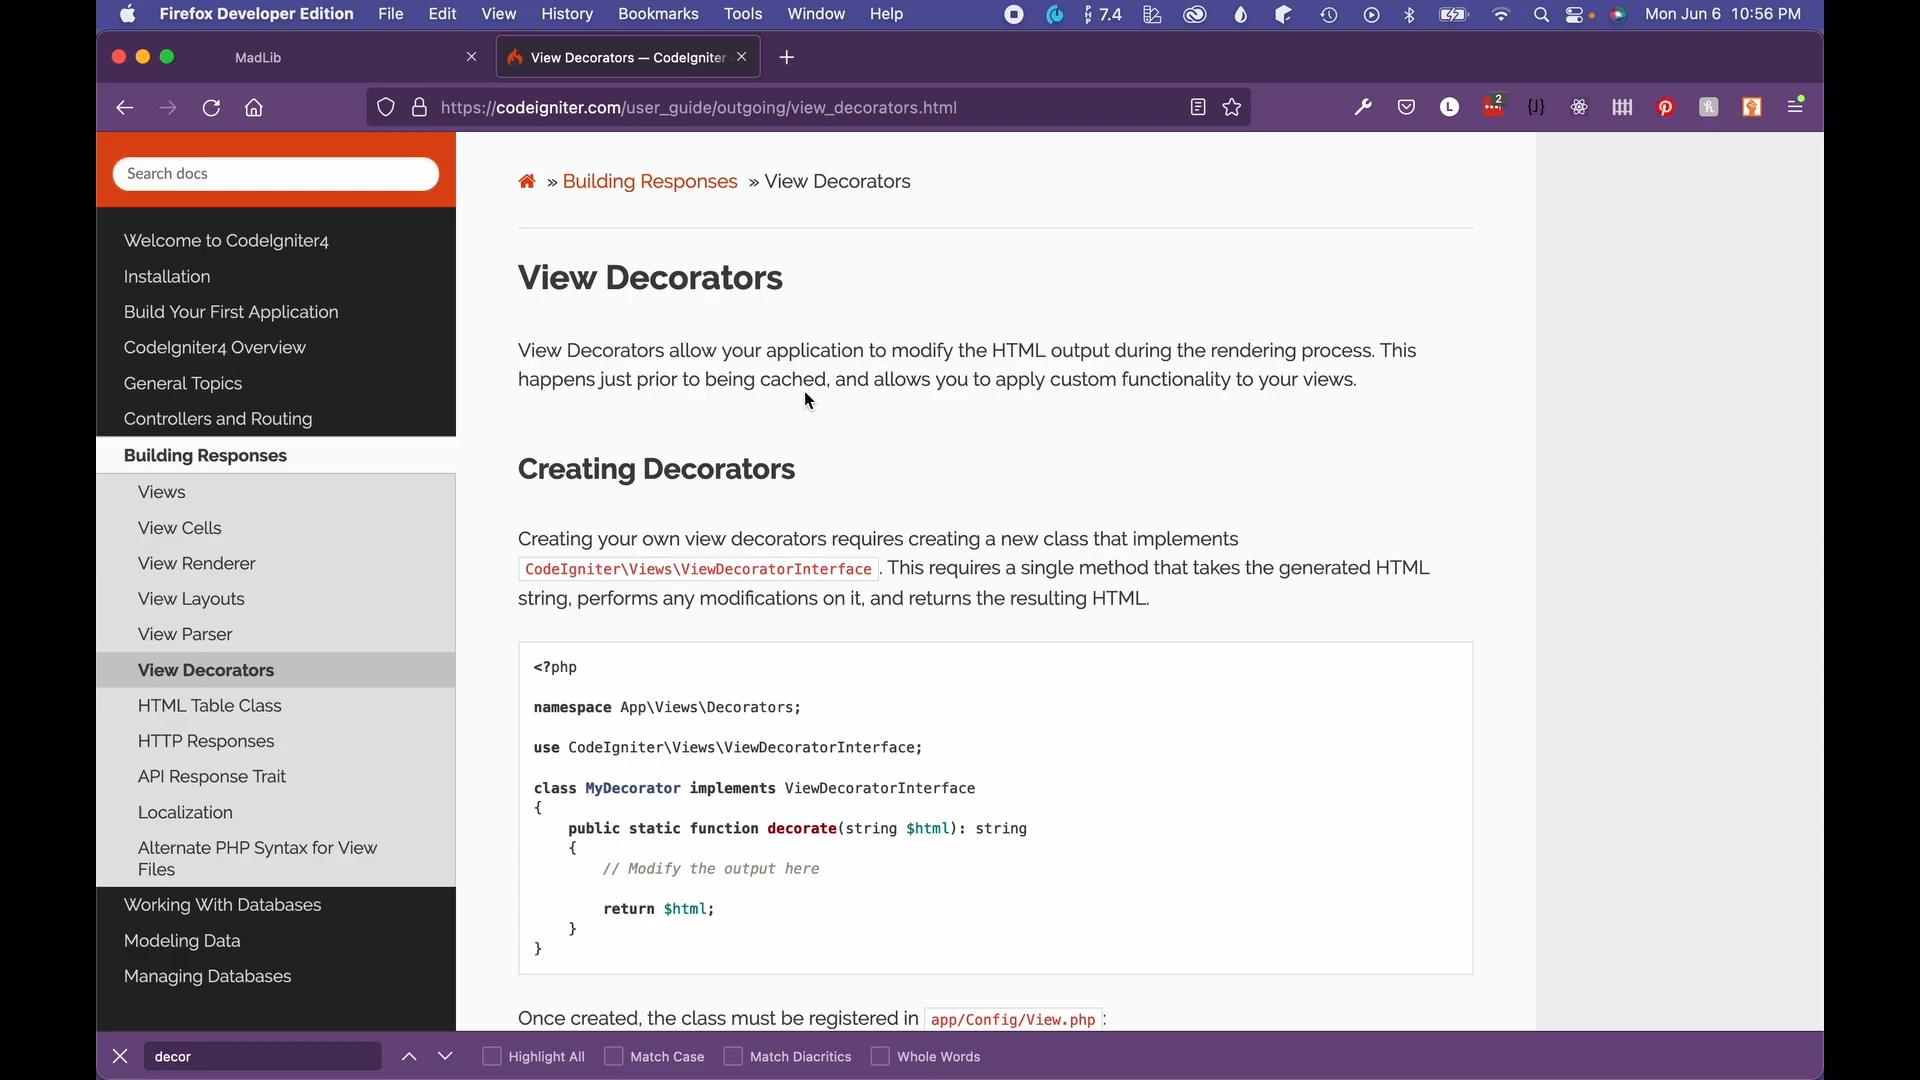 Firefox Developer Edition File Edit View History Bookmarks Tools Window Help 7.4 Mon Jun 6 10:56 PM
MadLib View Decorators — CodeIgniter
https://codeigniter.com/user_guide/outgoing/view_decorators.html L 2 {J}
Search docs
Welcome to CodeIgniter4
Installation
Build Your First Application
CodeIgniter4 Overview
General Topics
Controllers and Routing
Building Responses
Views
View Cells
View Renderer
View Layouts
View Parser
View Decorators
HTML Table Class
HTTP Responses
API Response Trait
Localization
Alternate PHP Syntax for View
Files
Working With Databases
Modeling Data
Managing Databases
» Building Responses » View Decorators
View Decorators
View Decorators allow your application to modify the HTML output during the rendering process. This
happens just prior to being cached, and allows you to apply custom functionality to your views.
Creating Decorators
Creating your own view decorators requires creating a new class that implements
CodeIgniter\Views\ViewDecoratorInterface . This requires a single method that takes the generated HTML
string, performs any modifications on it, and returns the resulting HTML.
<?php
namespace App\Views\Decorators;
use CodeIgniter\Views\ViewDecoratorInterface;
class MyDecorator implements ViewDecoratorInterface
{
public static function decorate(string $html): string
{
// Modify the output here
return $html;
}
}
Once created, the class must be registered in app/Config/View.php :
decor Highlight All Match Case Match Diacritics Whole Words